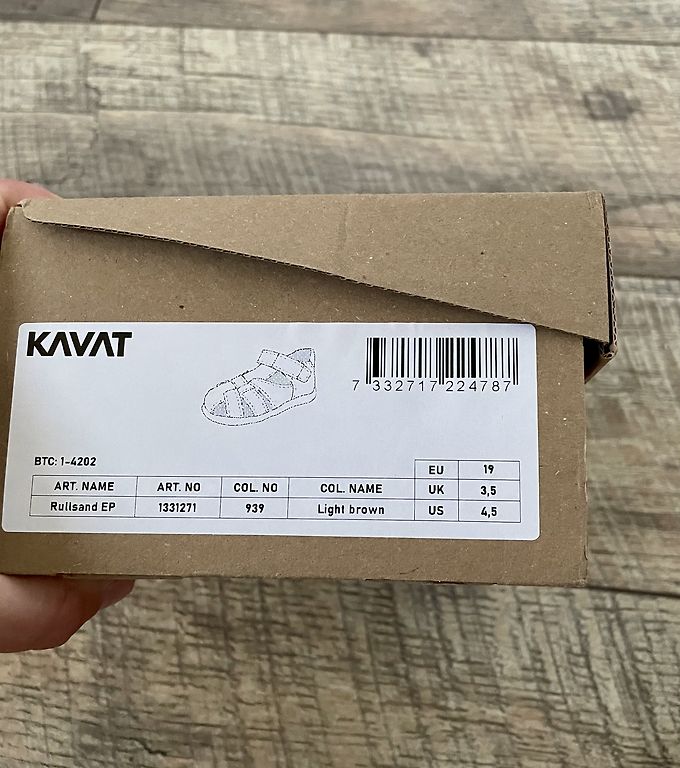 KAVAT
7 332717 224787
BTC: 1-4202
EU 19
ART. NAME ART. NO COL. NO COL. NAME UK 3,5
Rullsand EP 1331271 939 Light brown US 4,5